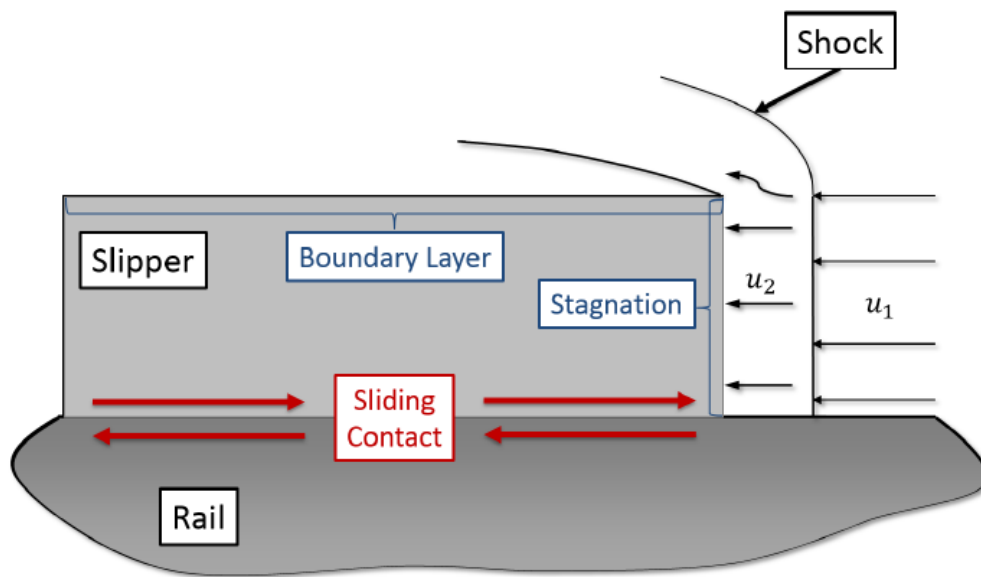 Shock
Slipper
Boundary Layer
Stagnation
u₂
u₁
Sliding
Contact
Rail